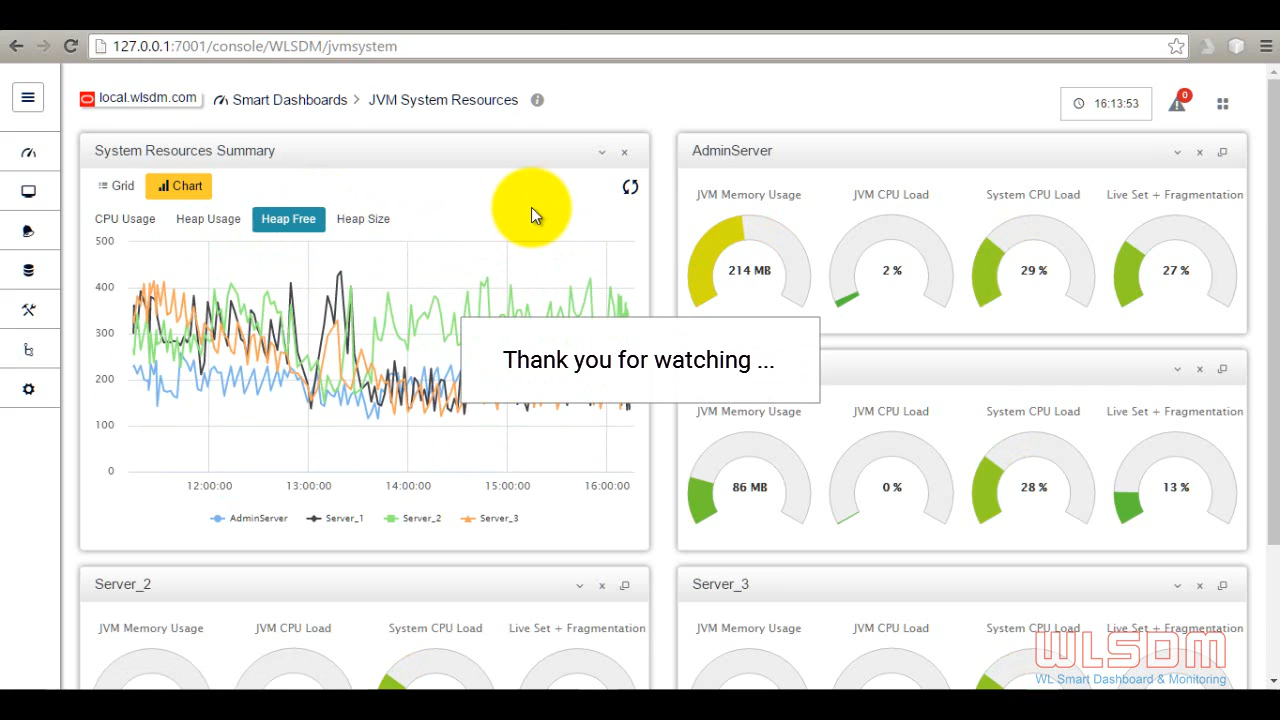 127.0.0.1:7001/console/WLSDM/jvmsystem
local.wlsdm.com Smart Dashboards > JVM System Resources
16:13:53
0
System Resources Summary
Grid
Chart
CPU Usage
Heap Usage
Heap Free
Heap Size
500
400
300
200
100
0
12:00:00
13:00:00
14:00:00
15:00:00
16:00:00
AdminServer
Server_1
Server_2
Server_3
AdminServer
JVM Memory Usage
JVM CPU Load
System CPU Load
Live Set + Fragmentation
214 MB
2 %
29 %
27 %
Thank you for watching ...
JVM Memory Usage
JVM CPU Load
System CPU Load
Live Set + Fragmentation
86 MB
0 %
28 %
13 %
Server_2
JVM Memory Usage
JVM CPU Load
System CPU Load
Live Set + Fragmentation
Server_3
JVM Memory Usage
JVM CPU Load
System CPU Load
Live Set + Fragmentation
WLSDM
WL Smart Dashboard & Monitoring